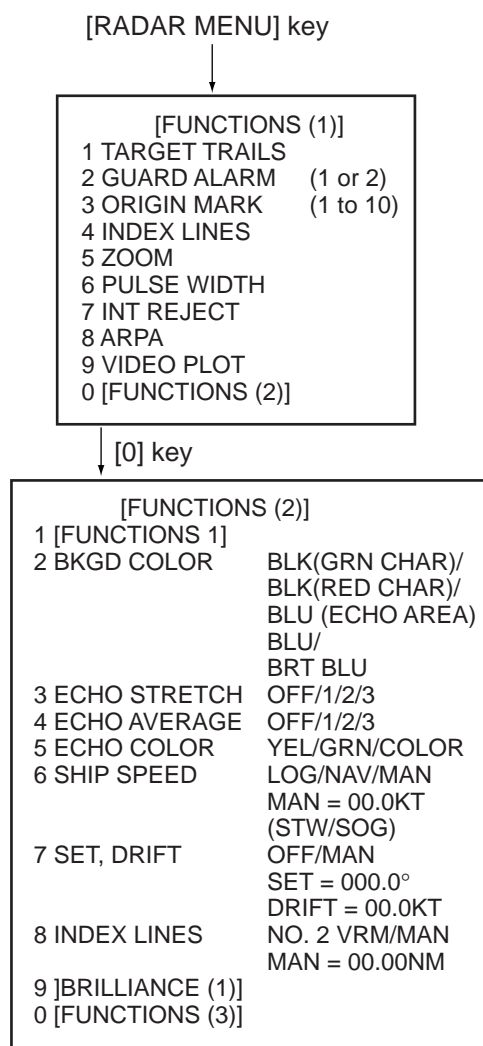 [RADAR MENU] key
[FUNCTIONS (1)]
1 TARGET TRAILS
2 GUARD ALARM (1 or 2)
3 ORIGIN MARK (1 to 10)
4 INDEX LINES
5 ZOOM
6 PULSE WIDTH
7 INT REJECT
8 ARPA
9 VIDEO PLOT
0 [FUNCTIONS (2)]
[0] key
[FUNCTIONS (2)]
1 [FUNCTIONS 1]
2 BKGD COLOR BLK(GRN CHAR)/
BLK(RED CHAR)/
BLU (ECHO AREA)
BLU/
BRT BLU
3 ECHO STRETCH OFF/1/2/3
4 ECHO AVERAGE OFF/1/2/3
5 ECHO COLOR YEL/GRN/COLOR
6 SHIP SPEED LOG/NAV/MAN
MAN = 00.0KT
(STW/SOG)
7 SET, DRIFT OFF/MAN
SET = 000.0°
DRIFT = 00.0KT
8 INDEX LINES NO. 2 VRM/MAN
MAN = 00.00NM
9 ]BRILLIANCE (1)]
0 [FUNCTIONS (3)]